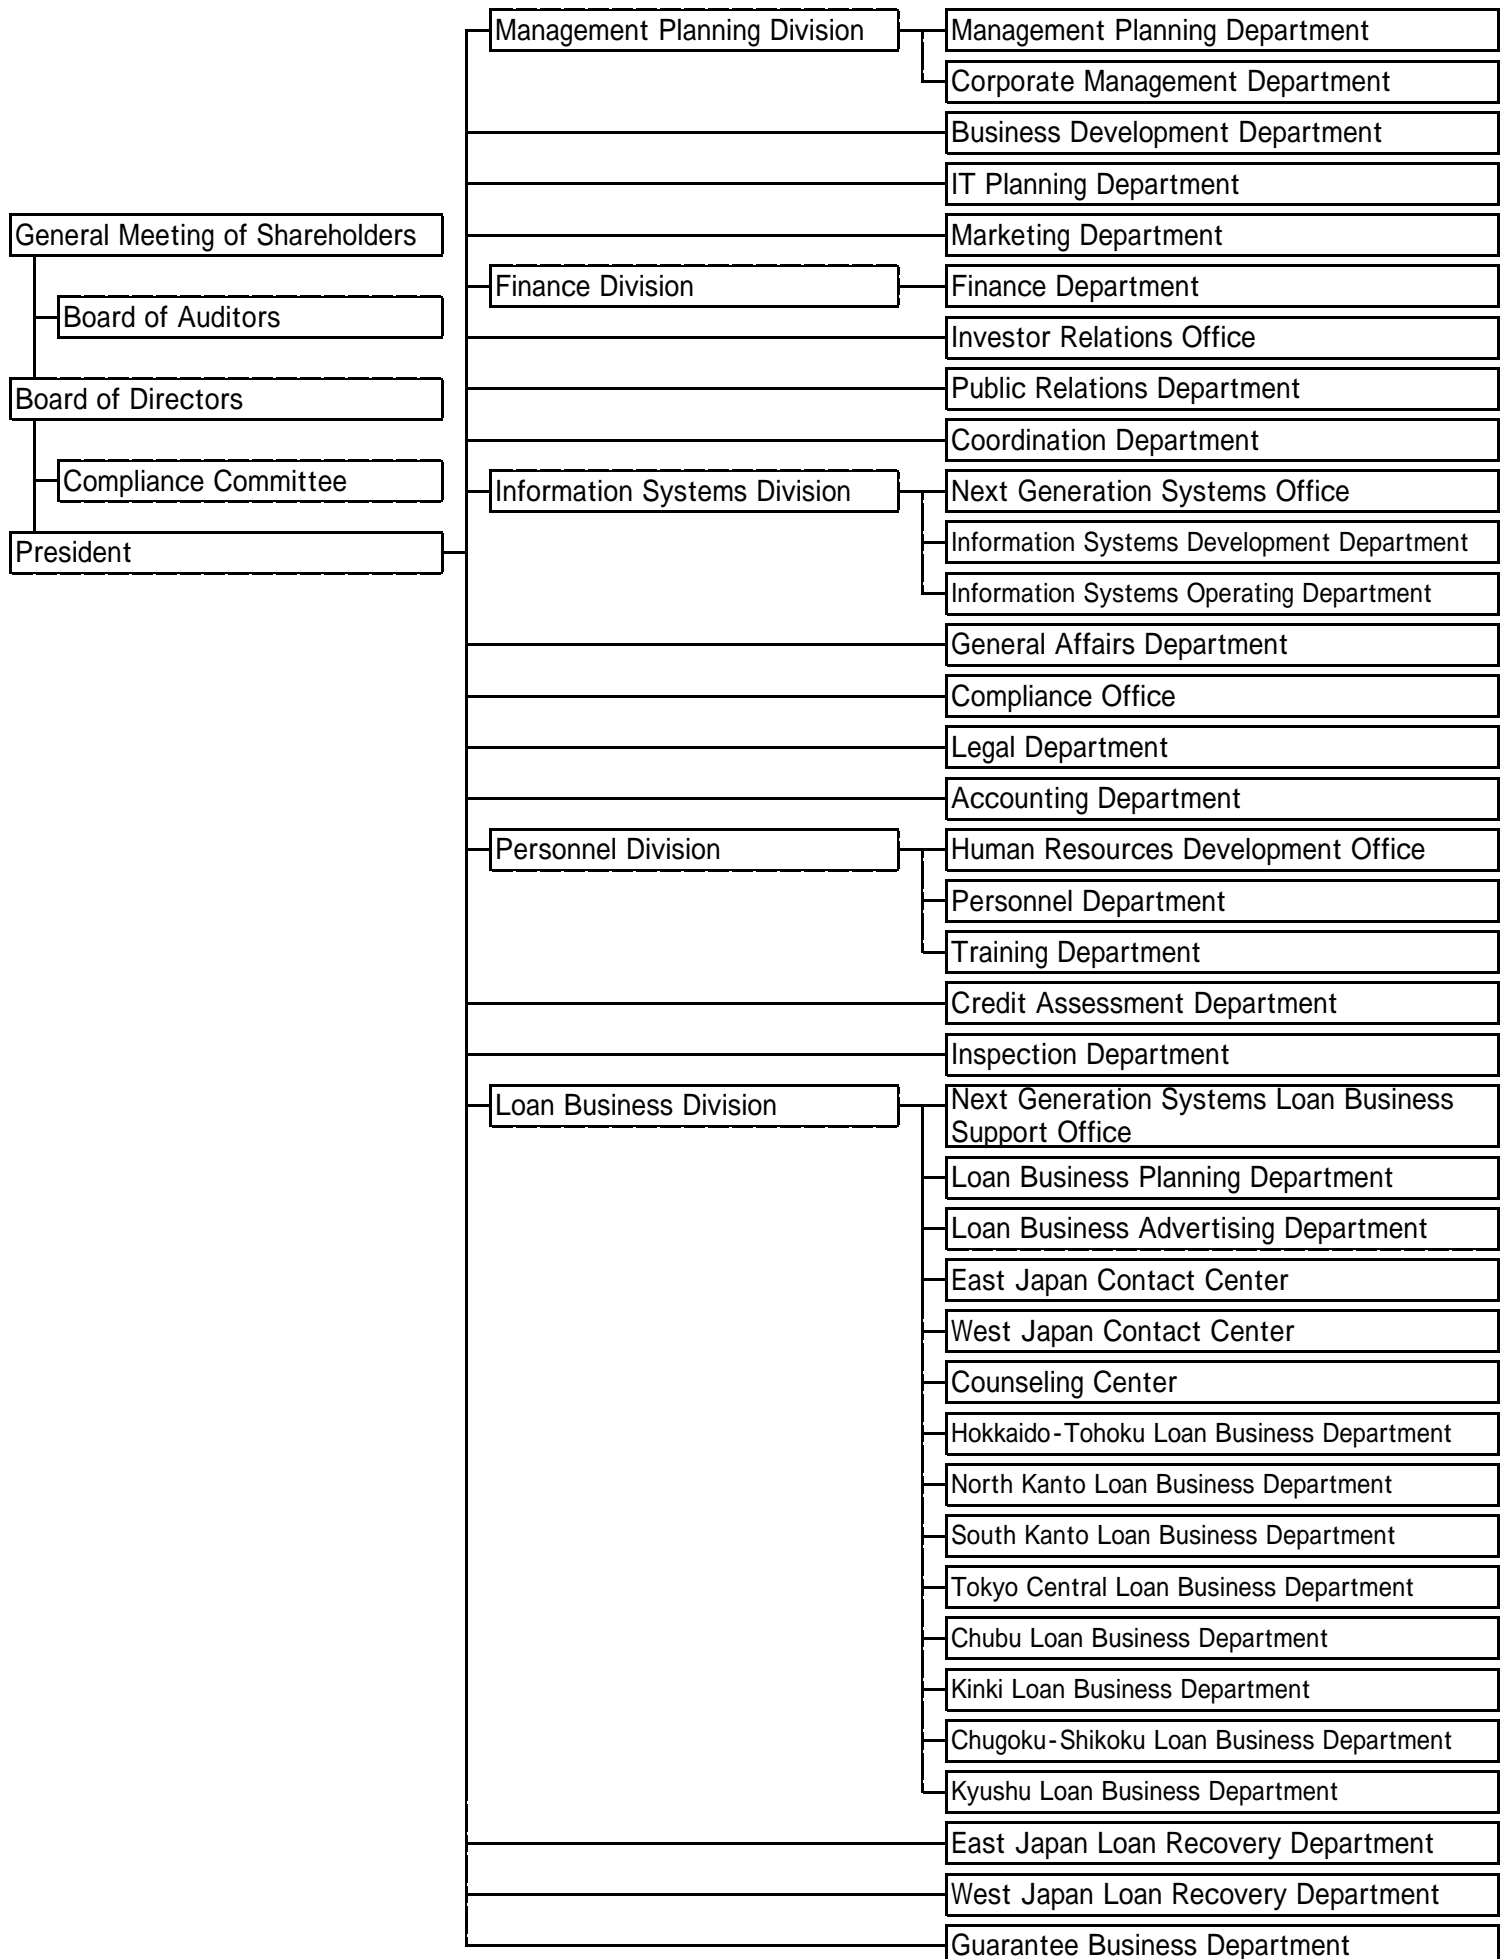 General Meeting of Shareholders
Board of Auditors
Board of Directors
Compliance Committee
President
Management Planning Division
Management Planning Department
Corporate Management Department
Business Development Department
IT Planning Department
Marketing Department
Finance Division
Finance Department
Investor Relations Office
Public Relations Department
Coordination Department
Information Systems Division
Next Generation Systems Office
Information Systems Development Department
Information Systems Operating Department
General Affairs Department
Compliance Office
Legal Department
Accounting Department
Personnel Division
Human Resources Development Office
Personnel Department
Training Department
Credit Assessment Department
Inspection Department
Loan Business Division
Next Generation Systems Loan Business
Support Office
Loan Business Planning Department
Loan Business Advertising Department
East Japan Contact Center
West Japan Contact Center
Counseling Center
Hokkaido-Tohoku Loan Business Department
North Kanto Loan Business Department
South Kanto Loan Business Department
Tokyo Central Loan Business Department
Chubu Loan Business Department
Kinki Loan Business Department
Chugoku-Shikoku Loan Business Department
Kyushu Loan Business Department
East Japan Loan Recovery Department
West Japan Loan Recovery Department
Guarantee Business Department